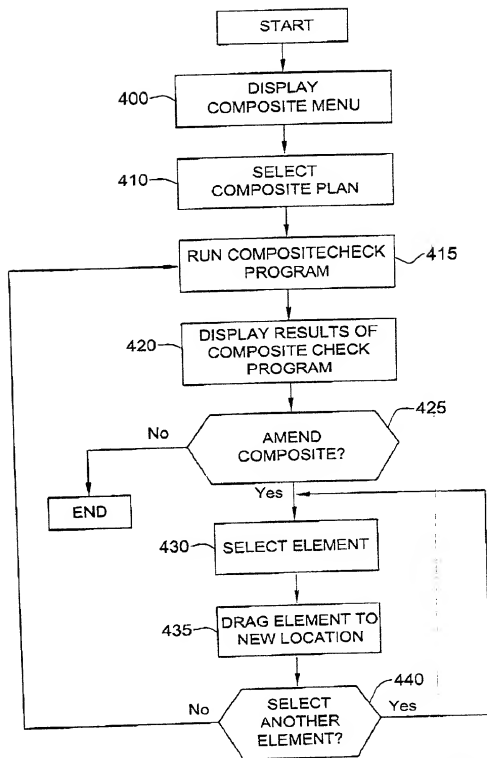 START
400
DISPLAY
COMPOSITE MENU
410
SELECT
COMPOSITE PLAN
RUN COMPOSITECHECK
PROGRAM
415
420
DISPLAY RESULTS OF
COMPOSITE CHECK
PROGRAM
425
No
AMEND
COMPOSITE?
END
Yes
430
SELECT ELEMENT
435
DRAG ELEMENT TO
NEW LOCATION
440
No
SELECT
ANOTHER
ELEMENT?
Yes